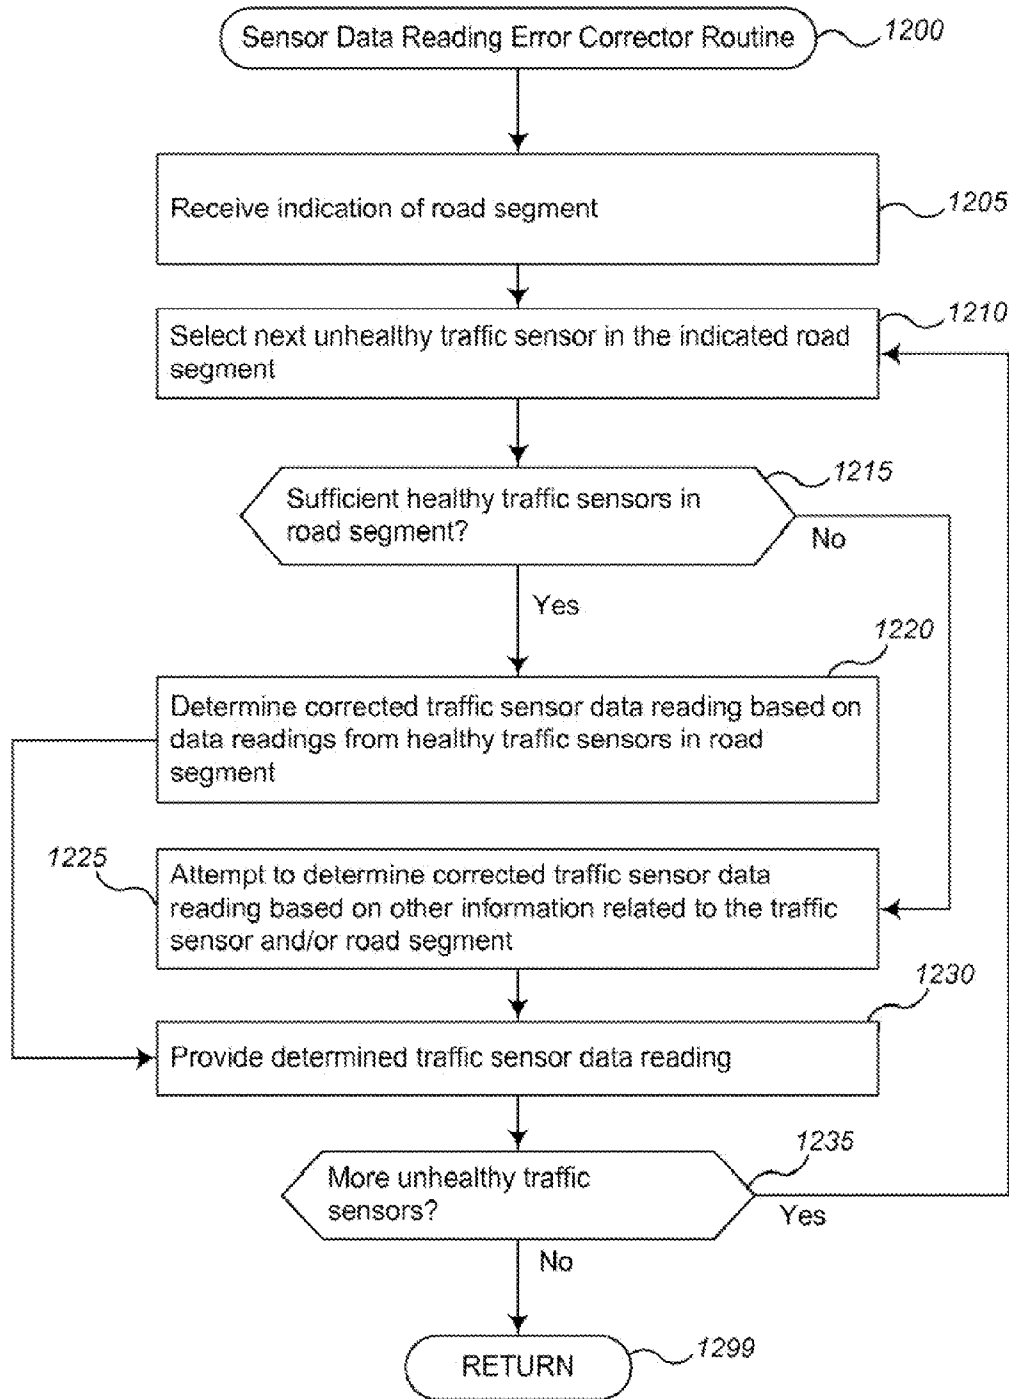 Sensor Data Reading Error Corrector Routine
1200
Receive indication of road segment
1205
1210
Select next unhealthy traffic sensor in the indicated road
segment
1215
Sufficient healthy traffic sensors in
road segment?
No
Yes
1220
Determine corrected traffic sensor data reading based on
data readings from healthy traffic sensors in road
segment
1225
Attempt to determine corrected traffic sensor data
reading based on other information related to the traffic
sensor and/or road segment
1230
Provide determined traffic sensor data reading
1235
More unhealthy traffic
sensors?
Yes
No
RETURN
1299